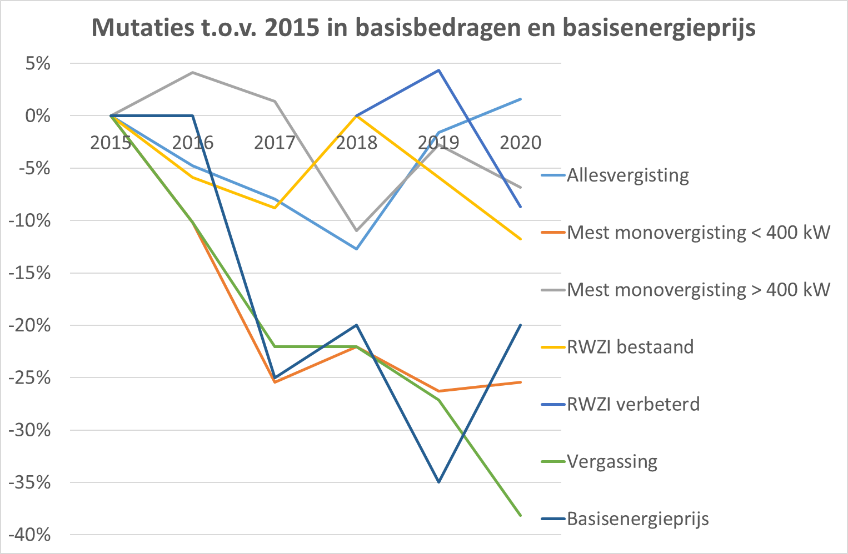 Mutaties t.o.v. 2015 in basisbedragen en basisenergieprijs
5%
0%
2015 2016 2017 2018 2019 2020
-5%
Allesvergisting
-10%
Mest monovergisting < 400 kW
-15%
Mest monovergisting > 400 kW
-20%
RWZI bestaand
-25%
RWZI verbeterd
-30%
Vergassing
-35%
Basisenergieprijs
-40%